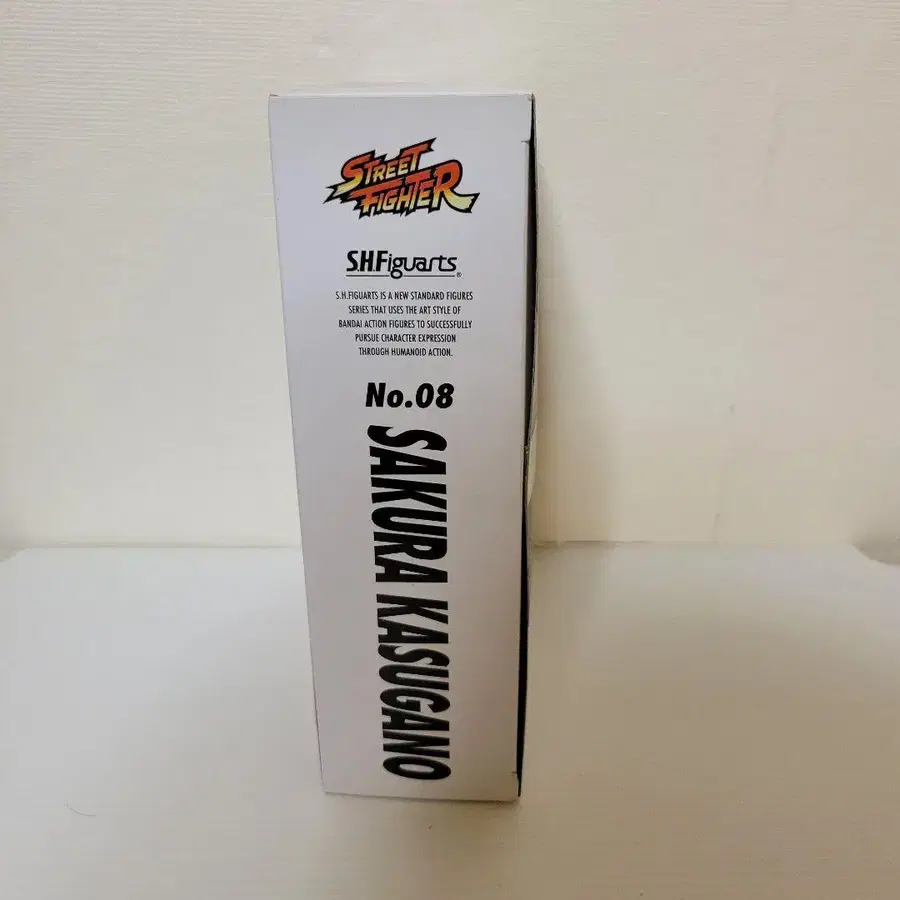 STREET
FIGHTER
S.H.Figuarts®
S.H.FIGUARTS IS A NEW STANDARD FIGURES
SERIES THAT USES THE ART STYLE OF
BANDAI ACTION FIGURES TO SUCCESSFULLY
PURSUE CHARACTER EXPRESSION
THROUGH HUMANOID ACTION.
No.08
SAKURA KASUGANO